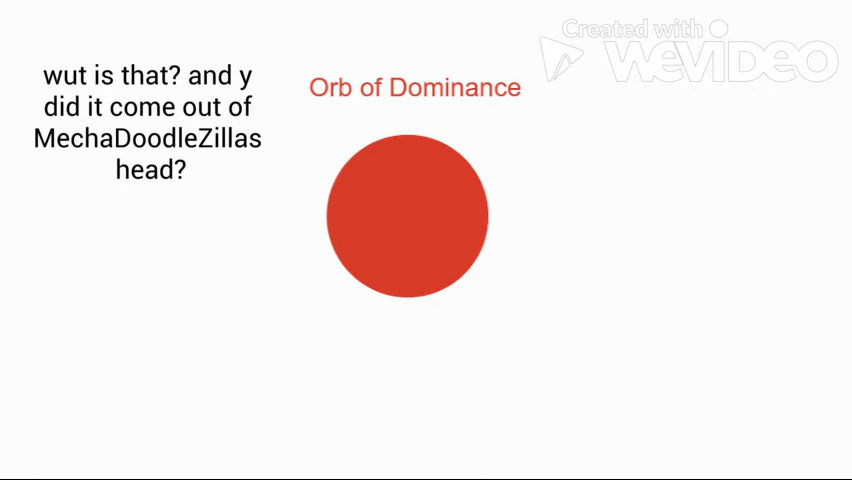 Created with
WEVIDEO
wut is that? and y
did it come out of
MechaDoodleZillas
head?
Orb of Dominance